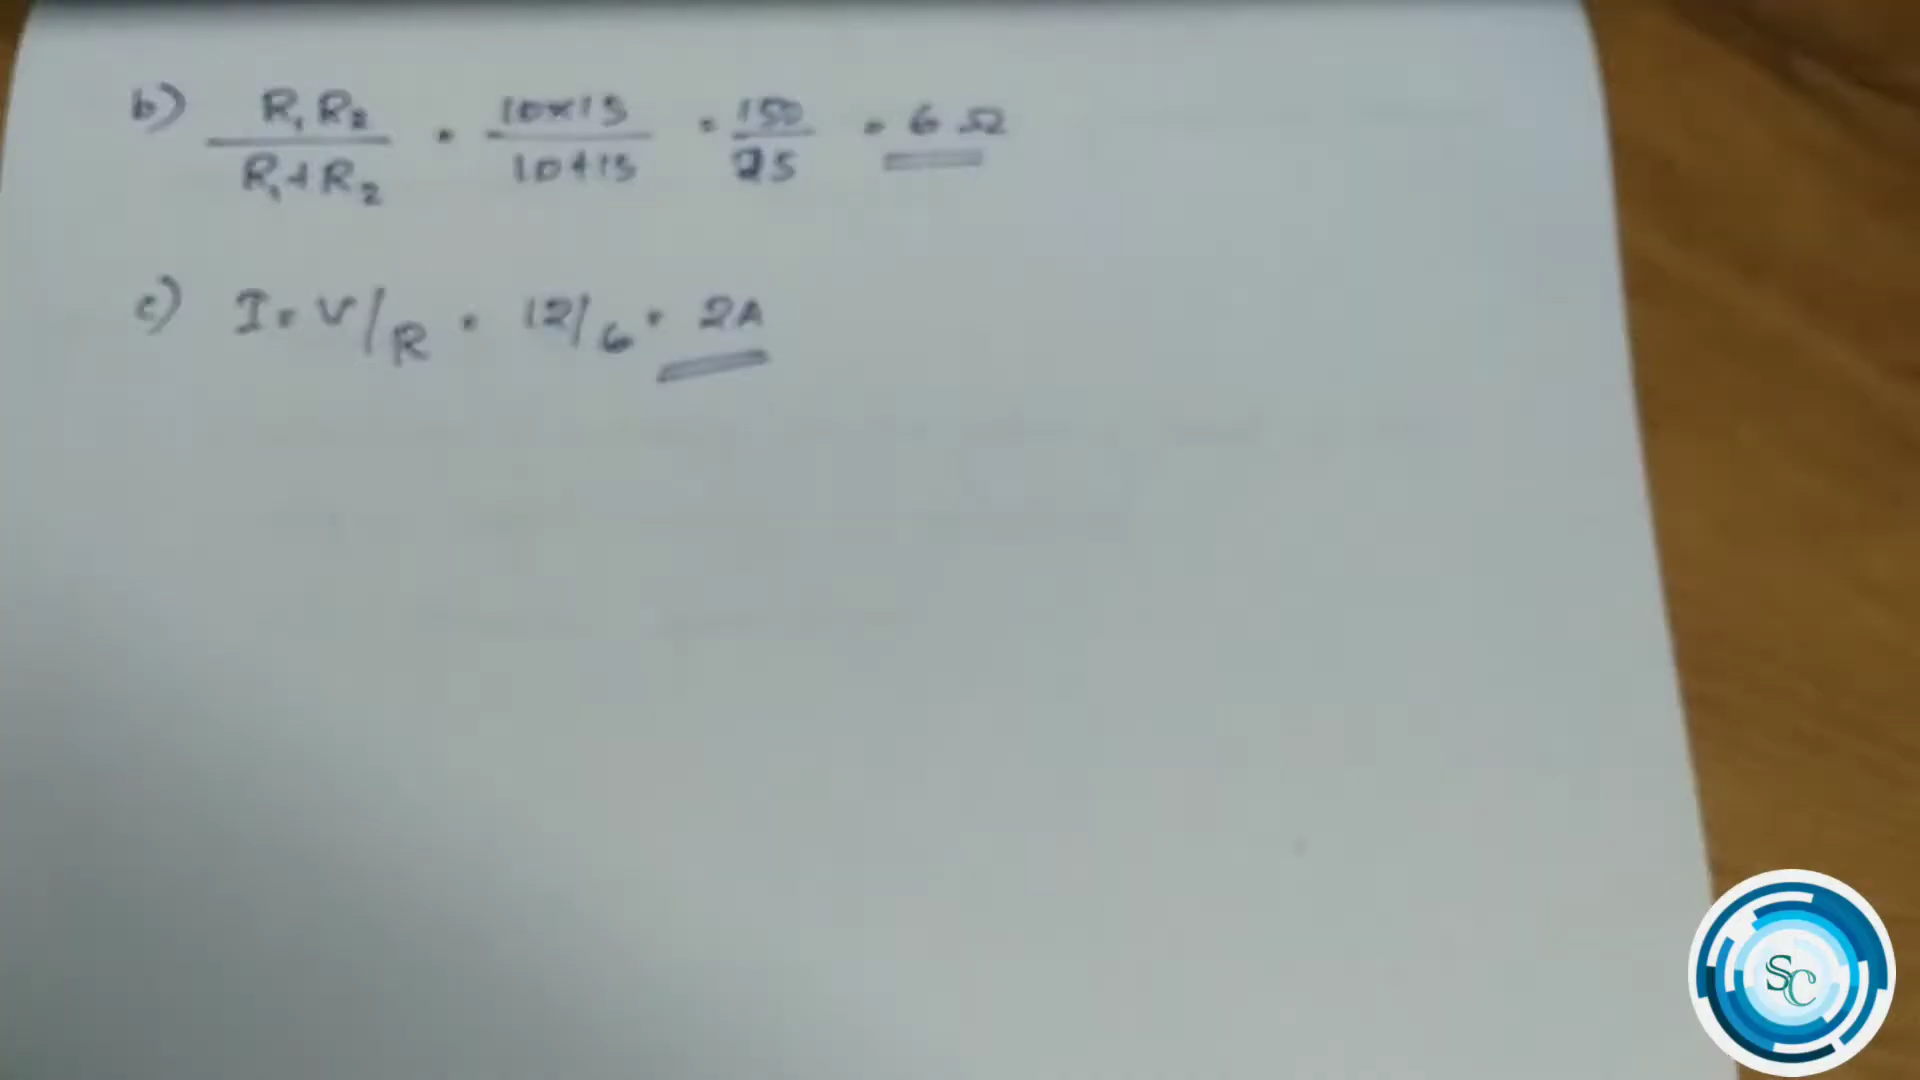 b) R₁R₂ / R₁+R₂ = 10×15 / 10+15 = 150 / 25 = 6 Ω
c) I = V/R = 12/6 = 2A
SC